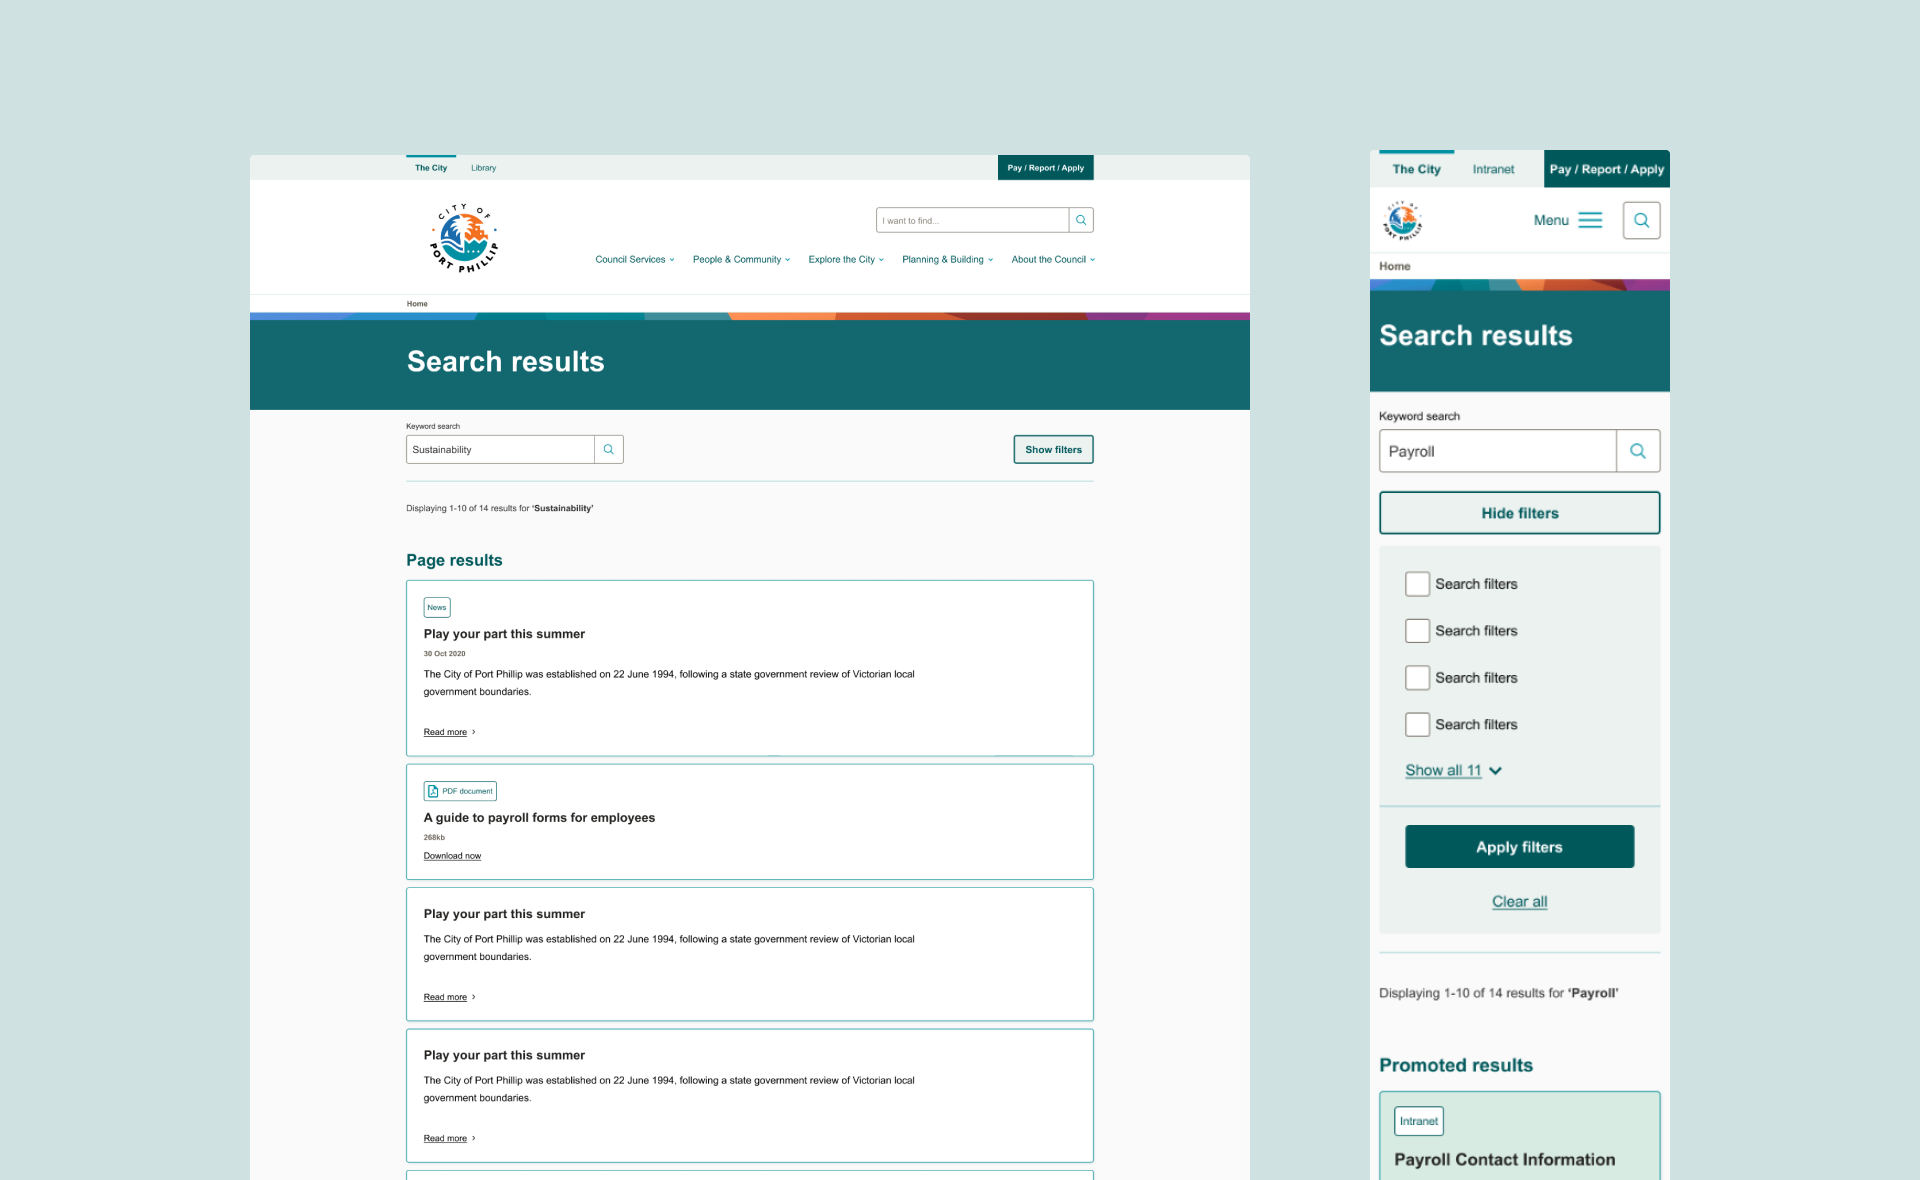 The City
Library
Pay / Report / Apply
CITY OF
PORT PHILLIP
I want to find...
Council Services
People & Community
Explore the City
Planning & Building
About the Council
Home
Search results
Keyword search
Sustainability
Show filters
Displaying 1-10 of 14 results for ‘Sustainability’
Page results
News
Play your part this summer
30 Oct 2020
The City of Port Phillip was established on 22 June 1994, following a state government review of Victorian local
government boundaries.
Read more
PDF document
A guide to payroll forms for employees
268kb
Download now
Play your part this summer
The City of Port Phillip was established on 22 June 1994, following a state government review of Victorian local
government boundaries.
Read more
Play your part this summer
The City of Port Phillip was established on 22 June 1994, following a state government review of Victorian local
government boundaries.
Read more
The City
Intranet
Pay / Report / Apply
CITY OF
PORT PHILLIP
Menu
Home
Search results
Keyword search
Payroll
Hide filters
Search filters
Search filters
Search filters
Search filters
Show all 11
Apply filters
Clear all
Displaying 1-10 of 14 results for ‘Payroll’
Promoted results
Intranet
Payroll Contact Information